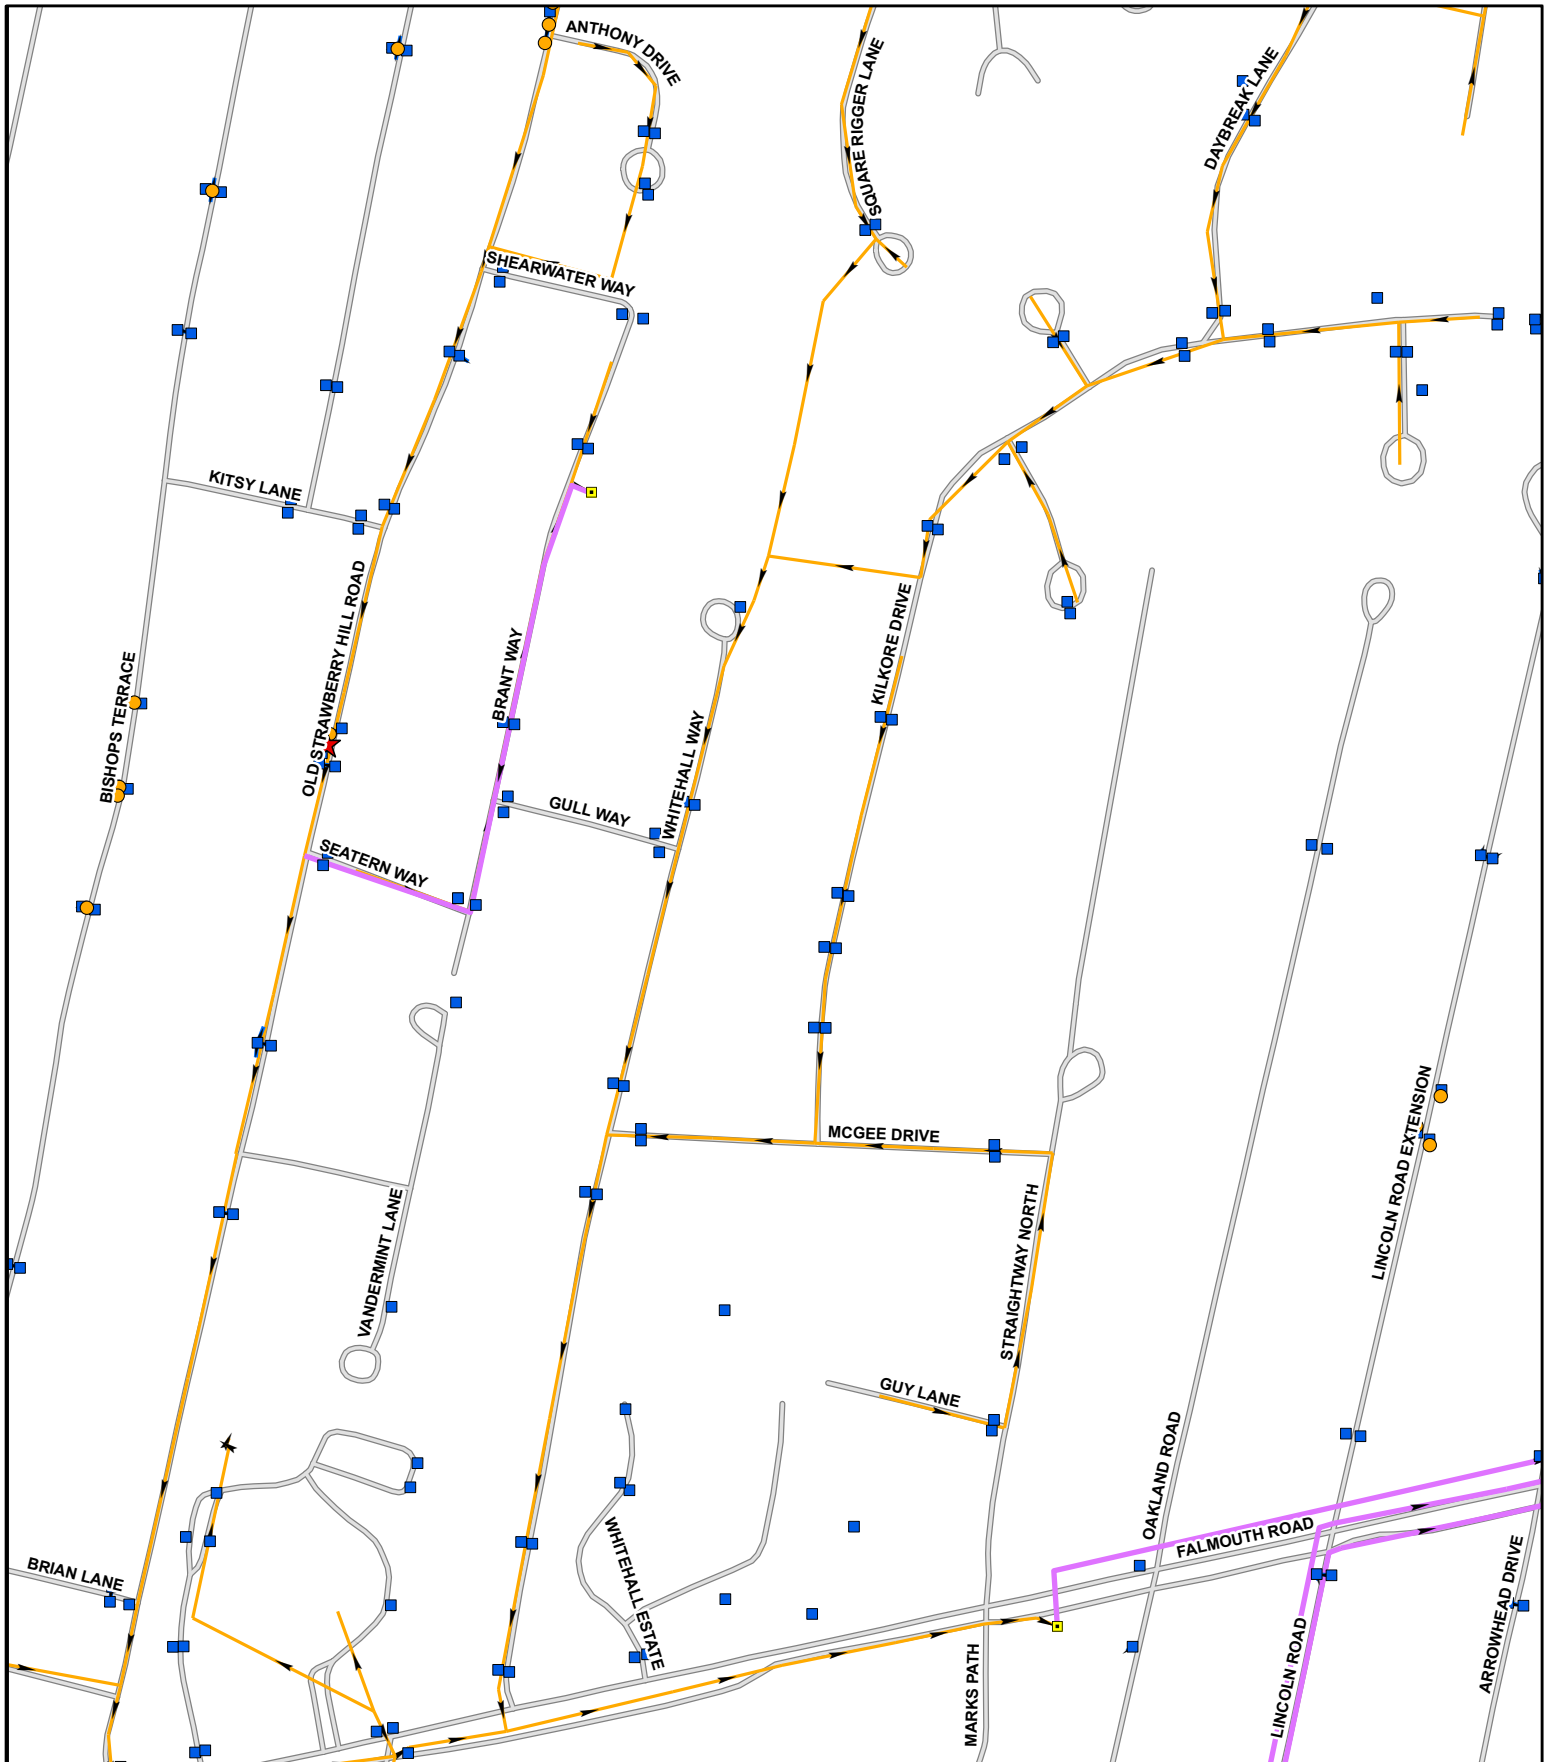 ANTHONY DRIVE
SQUARE RIGGER LANE
DAYBREAK LANE
SHEARWATER WAY
KITSY LANE
OLD STRAWBERRY HILL ROAD
BISHOPS TERRACE
BRANT WAY
KILKORE DRIVE
WHITEHALL WAY
GULL WAY
SEATERN WAY
MCGEE DRIVE
LINCOLN ROAD EXTENSION
VANDERMINT LANE
STRAIGHTWAY NORTH
GUY LANE
OAKLAND ROAD
FALMOUTH ROAD
WHITEHALL ESTATE
BRIAN LANE
ARROWHEAD DRIVE
LINCOLN ROAD
MARKS PATH